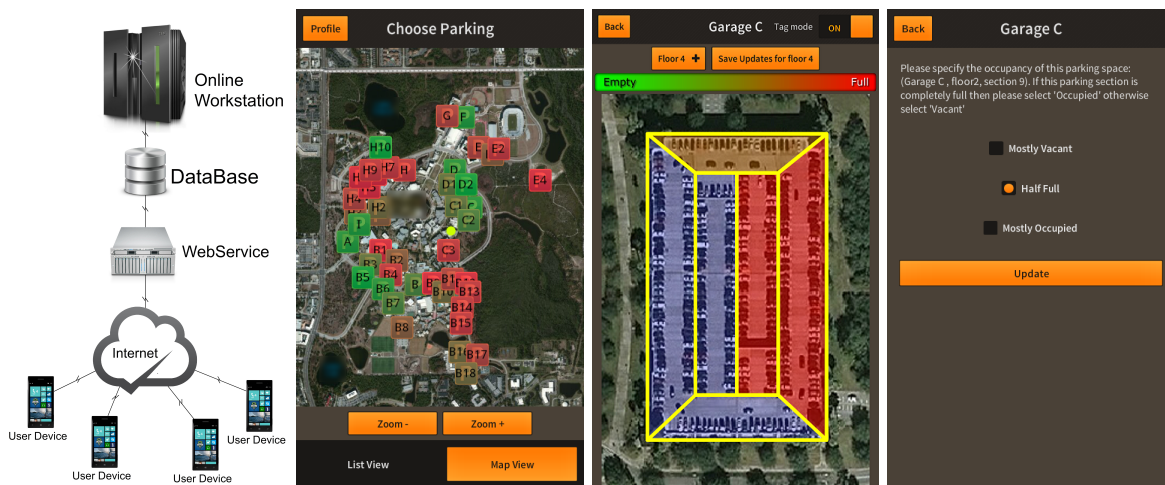 Online
Workstation
DataBase
WebService
Internet
User Device
User Device
User Device
User Device
Profile
Choose Parking
G F
E E2
H10
H H9 H7 H
D
E4
D1 D2
H4
H2
C1
C2
I
A
B1
C3
B3 B2
B4
B5
B6
B
B13
B7
B14
B8
B15
B17
B18
Zoom -
Zoom +
List View
Map View
Back
Garage C
Tag mode
ON
Floor 4 +
Save Updates for floor 4
Empty
Full
Back
Garage C
Please specify the occupancy of this parking space:
(Garage C , floor2, section 9). If this parking section is
completely full then please select 'Occupied' otherwise
select 'Vacant'
Mostly Vacant
Half Full
Mostly Occupied
Update